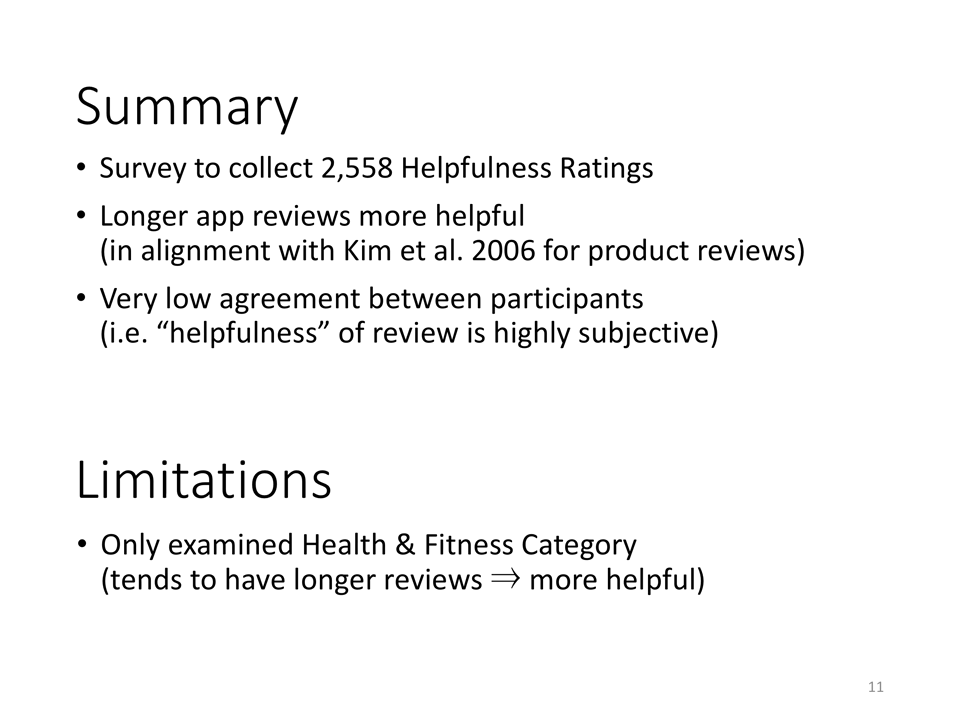 Summary
• Survey to collect 2,558 Helpfulness Ratings
• Longer app reviews more helpful
(in alignment with Kim et al. 2006 for product reviews)
• Very low agreement between participants
(i.e. “helpfulness” of review is highly subjective)
Limitations
• Only examined Health & Fitness Category
(tends to have longer reviews ⇒ more helpful)
11